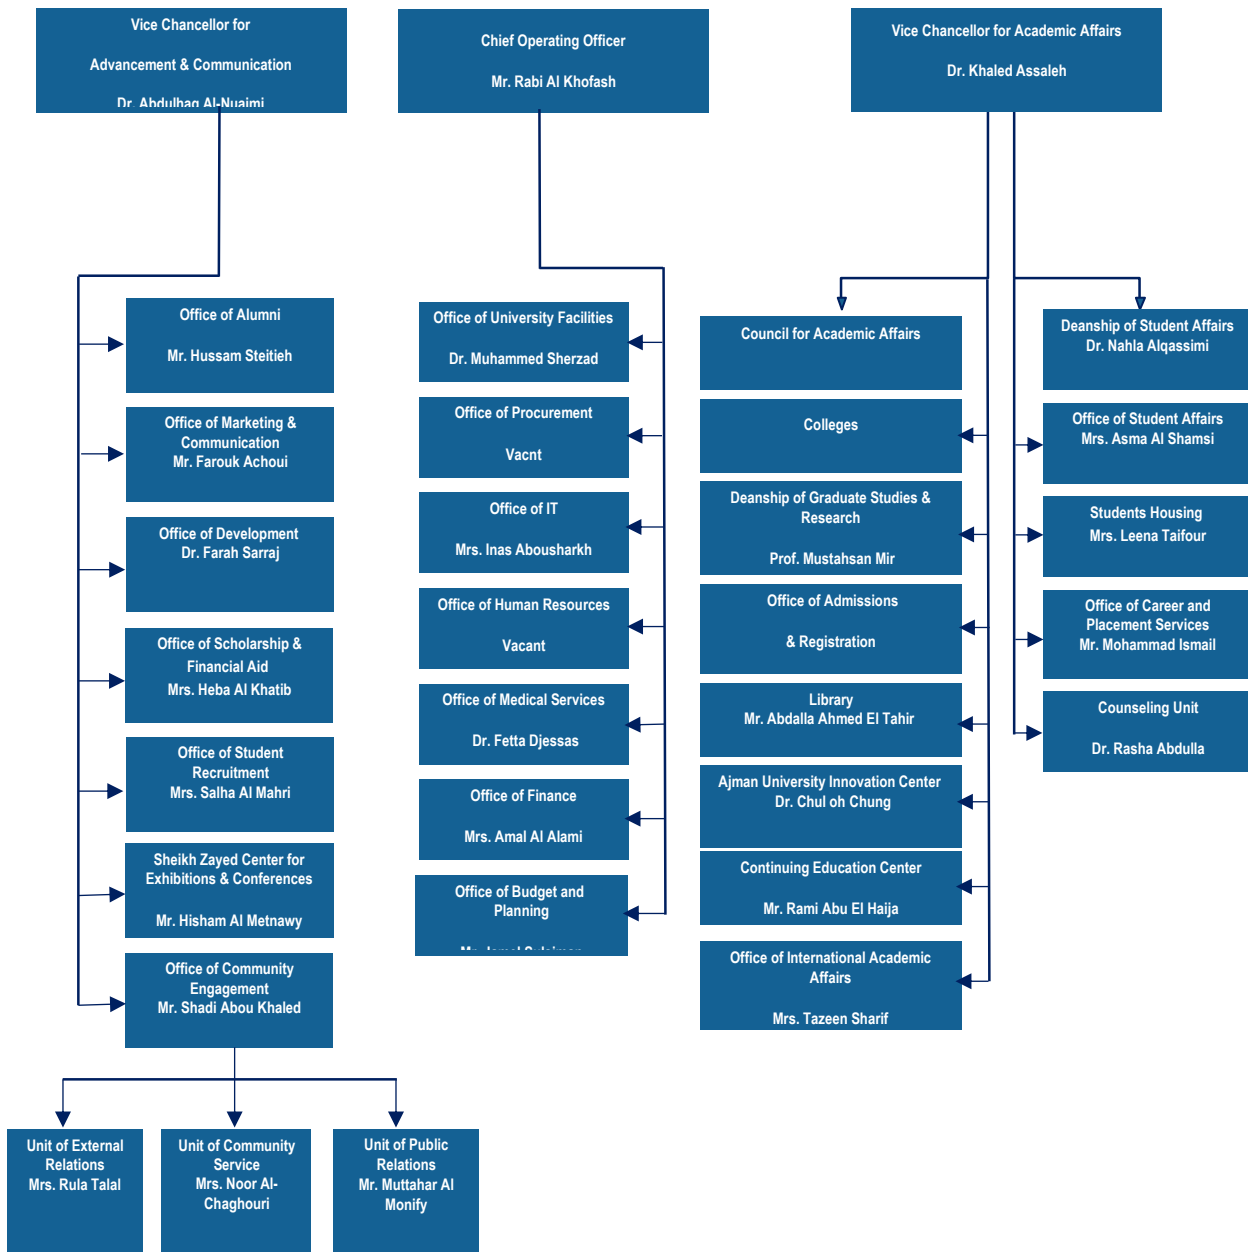 Vice Chancellor for
Advancement & Communication
Dr. Abdulhaq Al-Nuaimi
Chief Operating Officer
Mr. Rabi Al Khofash
Vice Chancellor for Academic Affairs
Dr. Khaled Assaleh
Office of Alumni
Mr. Hussam Steitieh
Office of Marketing &
Communication
Mr. Farouk Achoui
Office of Development
Dr. Farah Sarraj
Office of Scholarship &
Financial Aid
Mrs. Heba Al Khatib
Office of Student
Recruitment
Mrs. Salha Al Mahri
Sheikh Zayed Center for
Exhibitions & Conferences
Mr. Hisham Al Metnawy
Office of Community
Engagement
Mr. Shadi Abou Khaled
Unit of External
Relations
Mrs. Rula Talal
Unit of Community
Service
Mrs. Noor Al-
Chaghouri
Unit of Public
Relations
Mr. Muttahar Al
Monify
Office of University Facilities
Dr. Muhammed Sherzad
Office of Procurement
Vacnt
Office of IT
Mrs. Inas Abousharkh
Office of Human Resources
Vacant
Office of Medical Services
Dr. Fetta Djessas
Office of Finance
Mrs. Amal Al Alami
Office of Budget and
Planning
Mr. Jamal Sulaiman
Council for Academic Affairs
Colleges
Deanship of Graduate Studies &
Research
Prof. Mustahsan Mir
Office of Admissions
& Registration
Library
Mr. Abdalla Ahmed El Tahir
Ajman University Innovation Center
Dr. Chul oh Chung
Continuing Education Center
Mr. Rami Abu El Haija
Office of International Academic
Affairs
Mrs. Tazeen Sharif
Deanship of Student Affairs
Dr. Nahla Alqassimi
Office of Student Affairs
Mrs. Asma Al Shamsi
Students Housing
Mrs. Leena Taifour
Office of Career and
Placement Services
Mr. Mohammad Ismail
Counseling Unit
Dr. Rasha Abdulla